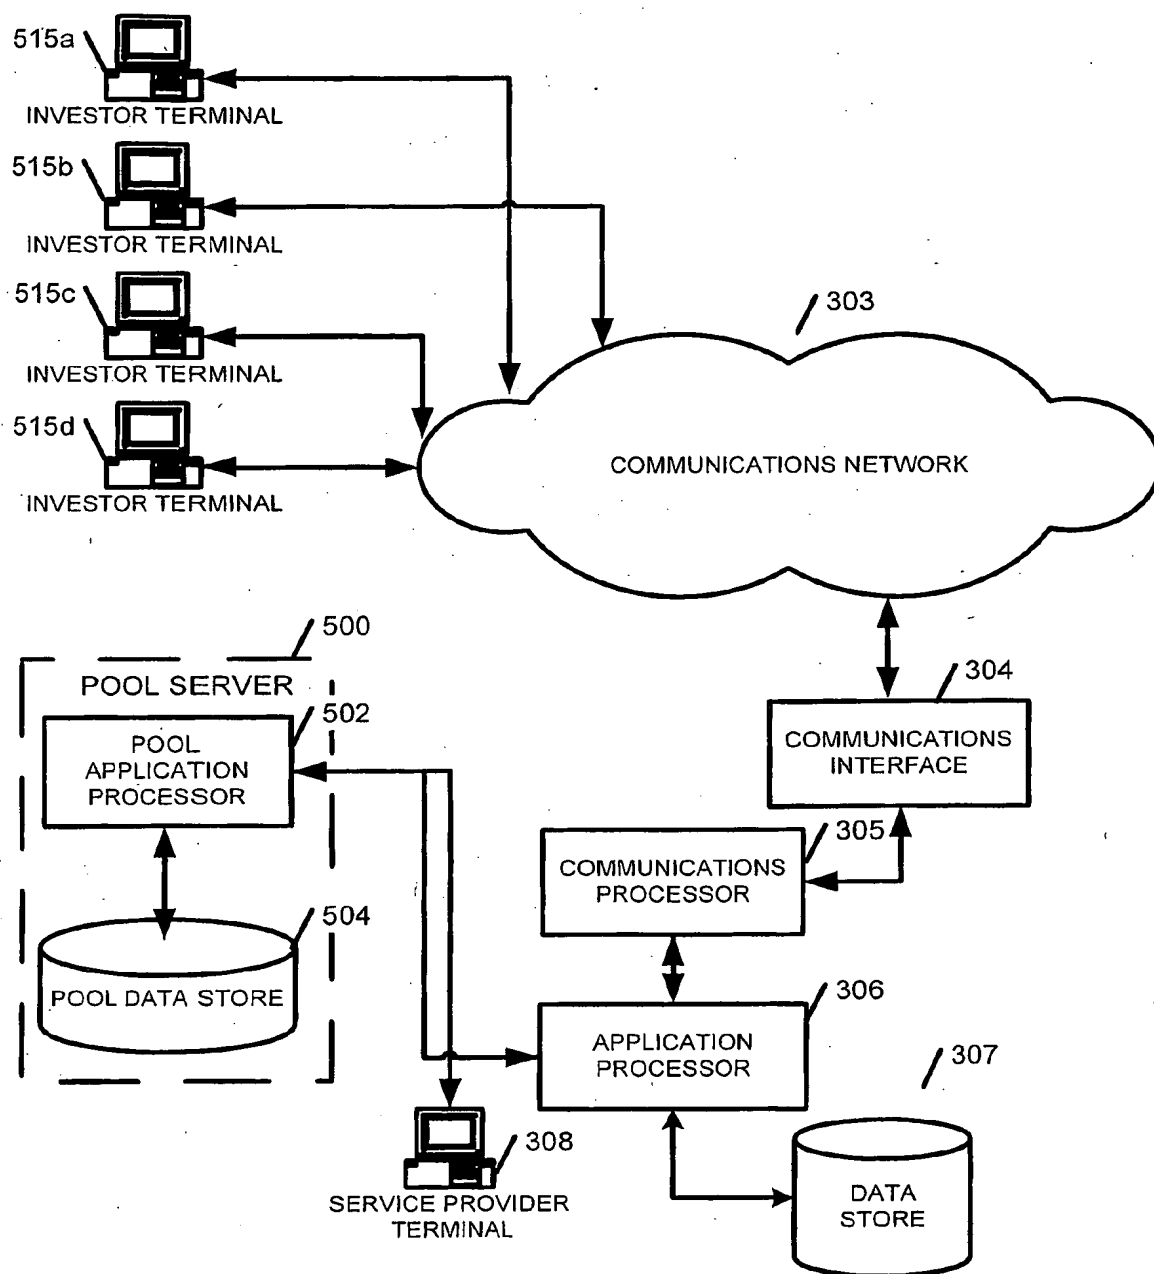 515a
INVESTOR TERMINAL
515b
INVESTOR TERMINAL
515c
INVESTOR TERMINAL
515d
INVESTOR TERMINAL
303
COMMUNICATIONS NETWORK
500
POOL SERVER
502
POOL
APPLICATION
PROCESSOR
504
POOL DATA STORE
304
COMMUNICATIONS
INTERFACE
305
COMMUNICATIONS
PROCESSOR
306
APPLICATION
PROCESSOR
307
DATA
STORE
308
SERVICE PROVIDER
TERMINAL